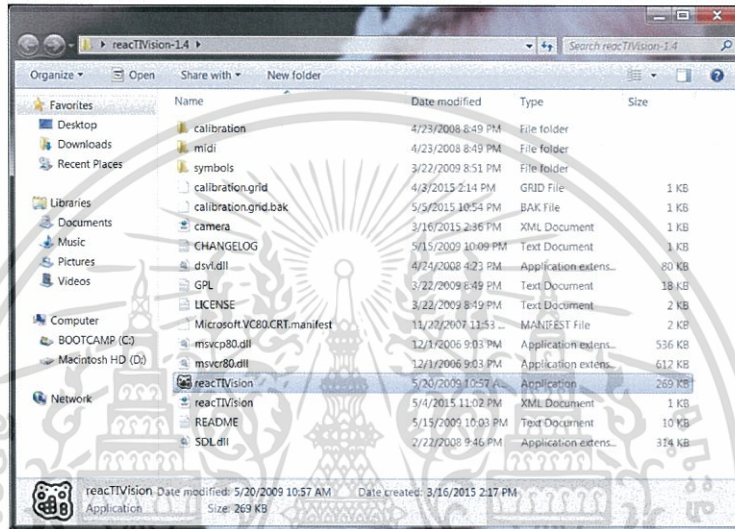 reacTIVision-1.4
Search reacTIVision-1.4
Organize Open Share with New folder
Favorites
Desktop
Downloads
Recent Places
Libraries
Documents
Music
Pictures
Videos
Computer
BOOTCAMP (C:)
Macintosh HD (D:)
Network
Name Date modified Type Size
calibration 4/23/2008 8:49 PM File folder
midi 4/23/2008 8:49 PM File folder
symbols 3/22/2009 8:51 PM File folder
calibration.grid 4/3/2015 2:14 PM GRID File 1 KB
calibration.grid.bak 5/5/2015 10:54 PM BAK File 1 KB
camera 3/16/2015 2:36 PM XML Document 1 KB
CHANGELOG 5/15/2009 10:09 PM Text Document 4 KB
dsvl.dll 4/24/2008 4:23 PM Application extens... 80 KB
GPL 3/22/2009 8:49 PM Text Document 18 KB
LICENSE 3/22/2009 8:49 PM Text Document 2 KB
Microsoft.VC80.CRT.manifest 11/22/2007 11:53 ... MANIFEST File 2 KB
msvcp80.dll 12/1/2006 9:03 PM Application extens... 536 KB
msvcr80.dll 12/1/2006 9:03 PM Application extens... 612 KB
reacTIVision 5/20/2009 10:57 A... Application 269 KB
reacTIVision 5/4/2015 11:02 PM XML Document 1 KB
README 5/15/2009 10:03 PM Text Document 10 KB
SDL.dll 2/22/2008 9:46 PM Application extens... 314 KB
reacTIVision Date modified: 5/20/2009 10:57 AM Date created: 3/16/2015 2:17 PM
Application Size: 269 KB